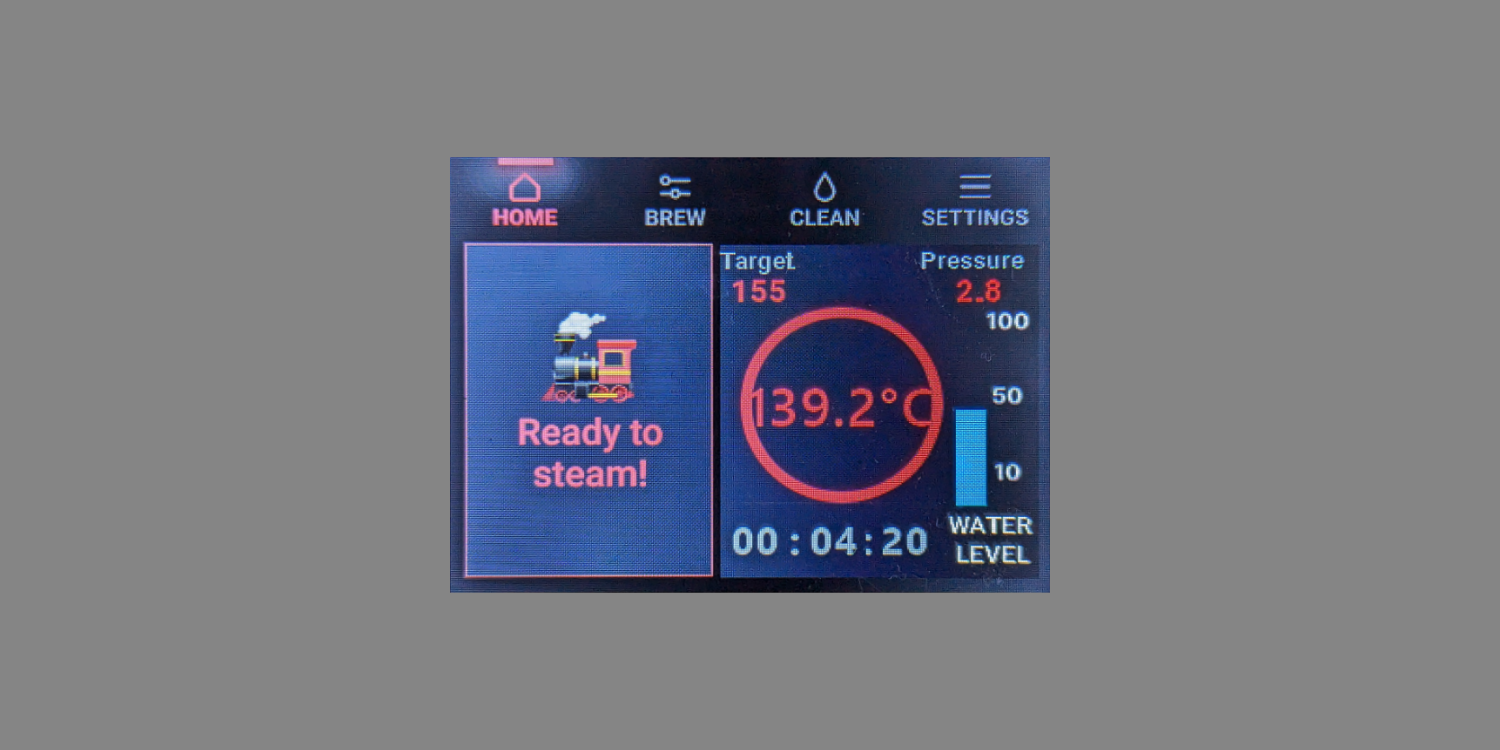 HOME
BREW
CLEAN
SETTINGS
Ready to
steam!
Target
155
Pressure
2.8
139.2°C
00:04:20
100
50
10
WATER
LEVEL